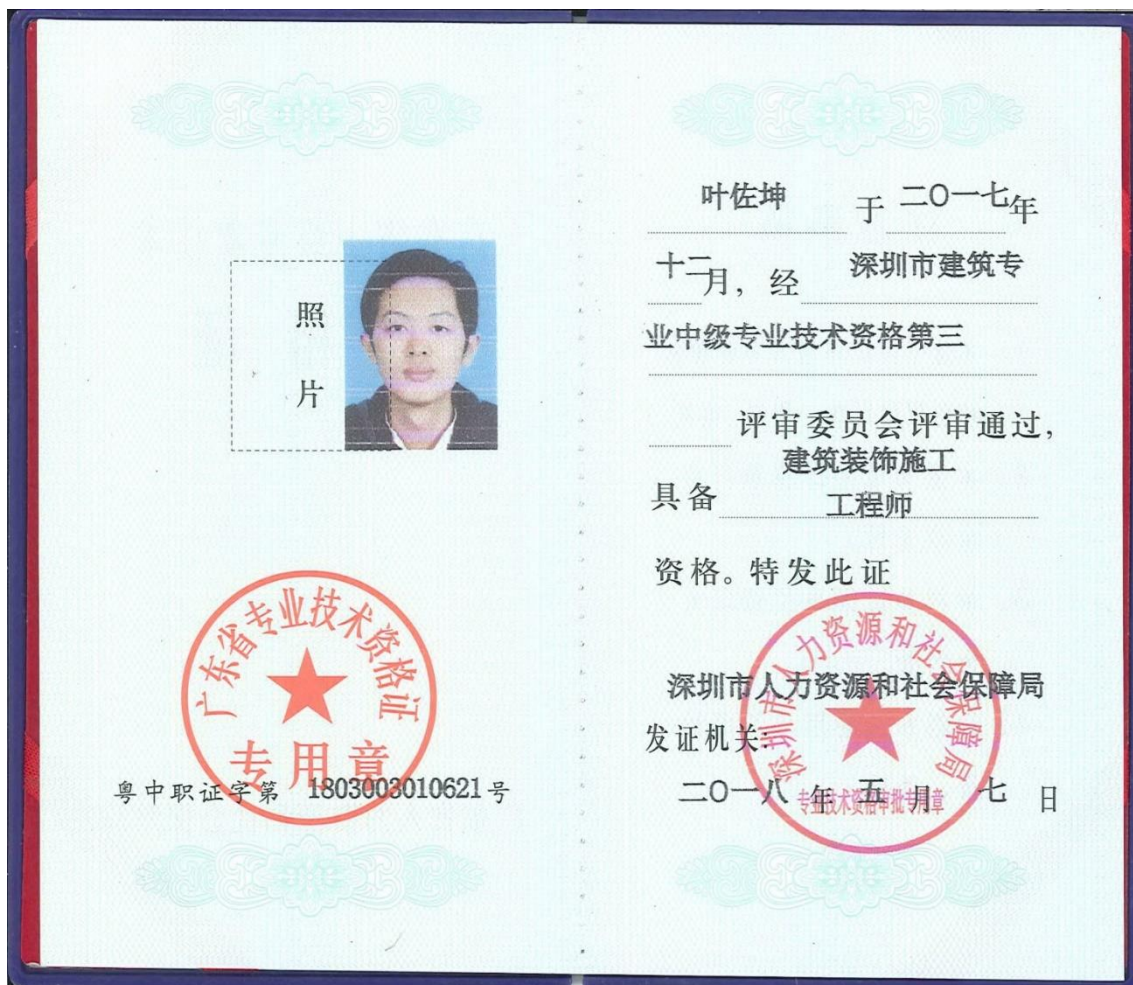 照
片
广东省专业技术资格证
专用章
粤中职证字第 1803003010621号
叶佐坤 于 二〇一七年
十二月，经 深圳市建筑专
业中级专业技术资格第三
评审委员会评审通过，
建筑装饰施工
具备 工程师
资格。特发此证
深圳市人力资源和社会保障局
深圳市人力资源和社会保障局
发证机关：
二〇一八 年 五 月 七 日
专业技术资格审批专用章